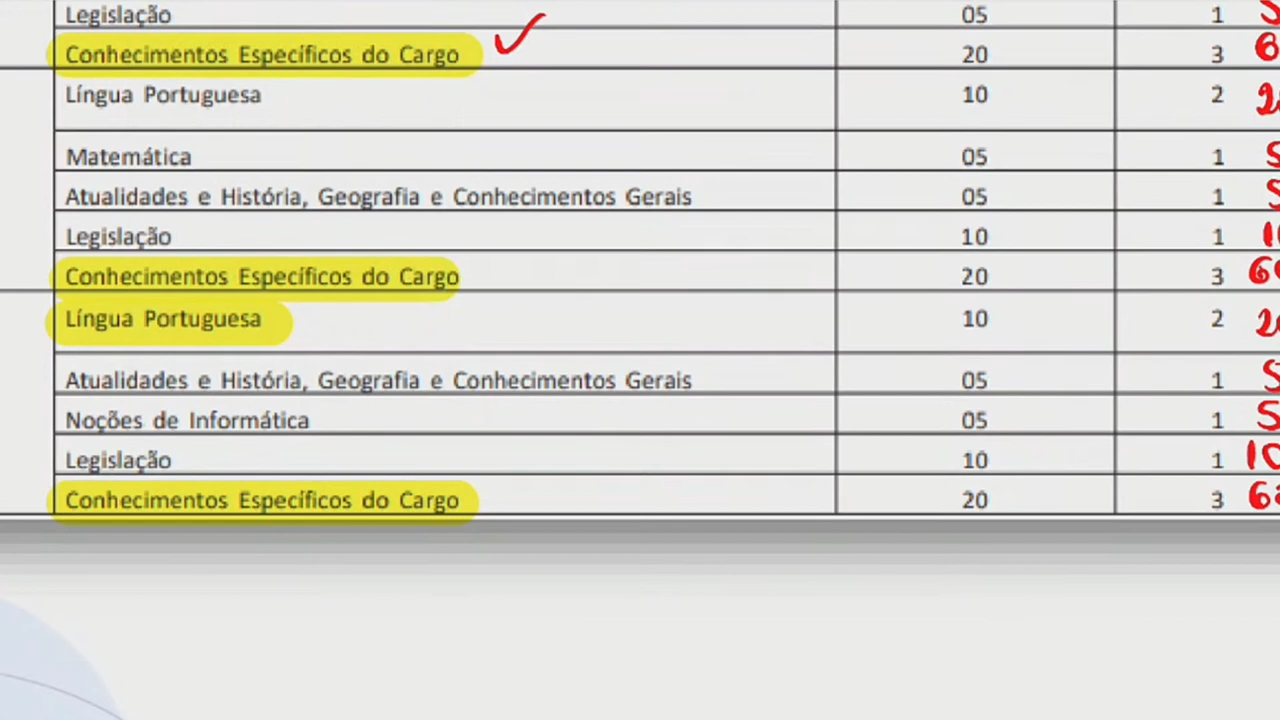 Legislação 05 1
Conhecimentos Específicos do Cargo 20 3
Língua Portuguesa 10 2
Matemática 05 1
Atualidades e História, Geografia e Conhecimentos Gerais 05 1
Legislação 10 1
Conhecimentos Específicos do Cargo 20 3
Língua Portuguesa 10 2
Atualidades e História, Geografia e Conhecimentos Gerais 05 1 5
Noções de Informática 05 1 5
Legislação 10 1 10
Conhecimentos Específicos do Cargo 20 3